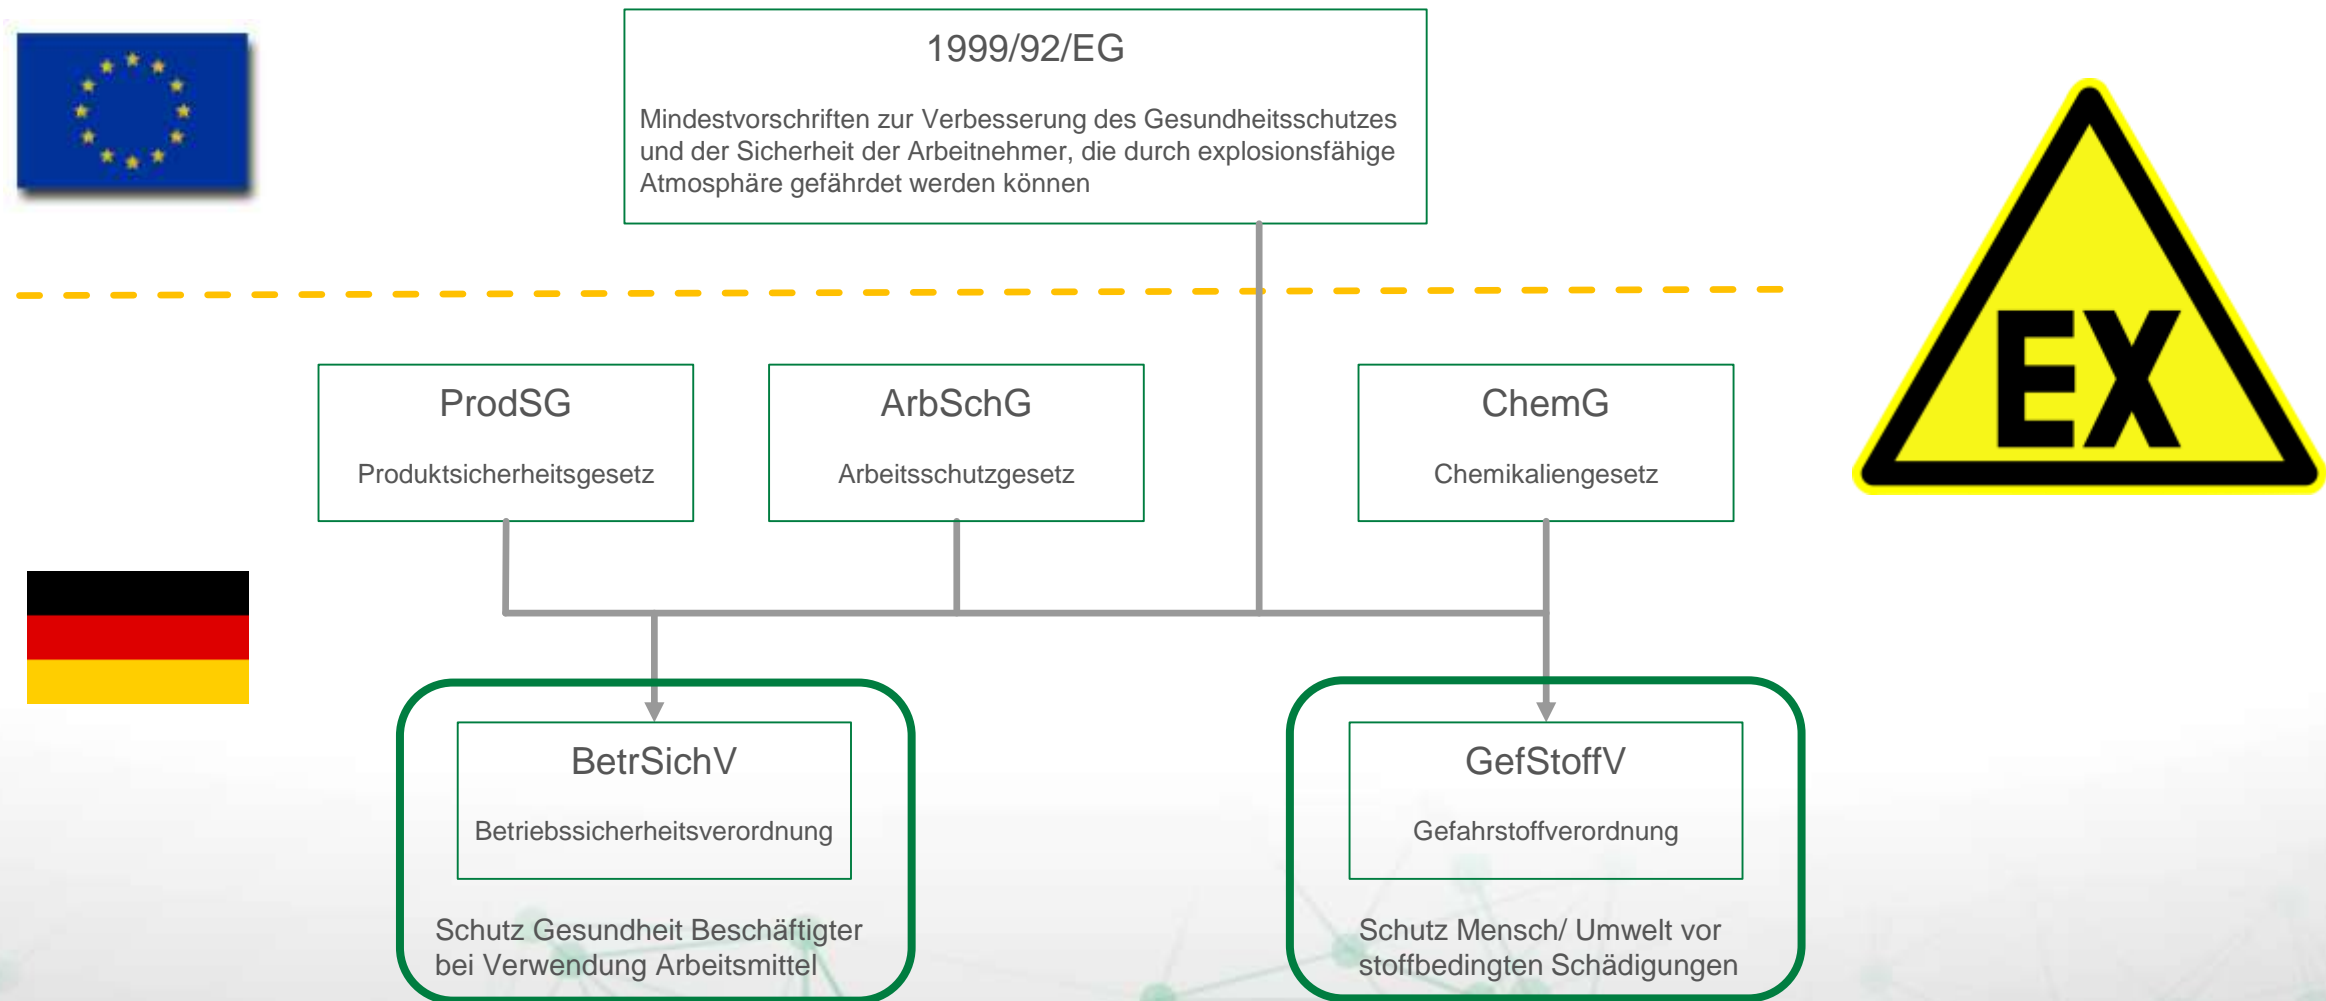 1999/92/EG
Mindestvorschriften zur Verbesserung des Gesundheitsschutzes
und der Sicherheit der Arbeitnehmer, die durch explosionsfähige
Atmosphäre gefährdet werden können
EX
ProdSG
Produktsicherheitsgesetz
ArbSchG
Arbeitsschutzgesetz
ChemG
Chemikaliengesetz
BetrSichV
Betriebssicherheitsverordnung
Schutz Gesundheit Beschäftigter
bei Verwendung Arbeitsmittel
GefStoffV
Gefahrstoffverordnung
Schutz Mensch/ Umwelt vor
stoffbedingten Schädigungen